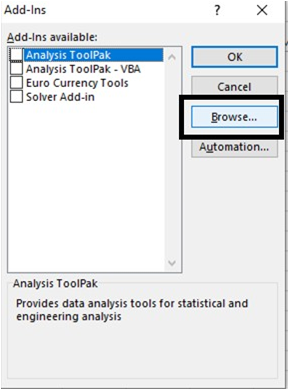 Add-Ins ? ×
Add-Ins available:
Analysis ToolPak
Analysis ToolPak - VBA
Euro Currency Tools
Solver Add-in
OK
Cancel
Browse...
Automation...
Analysis ToolPak
Provides data analysis tools for statistical and
engineering analysis